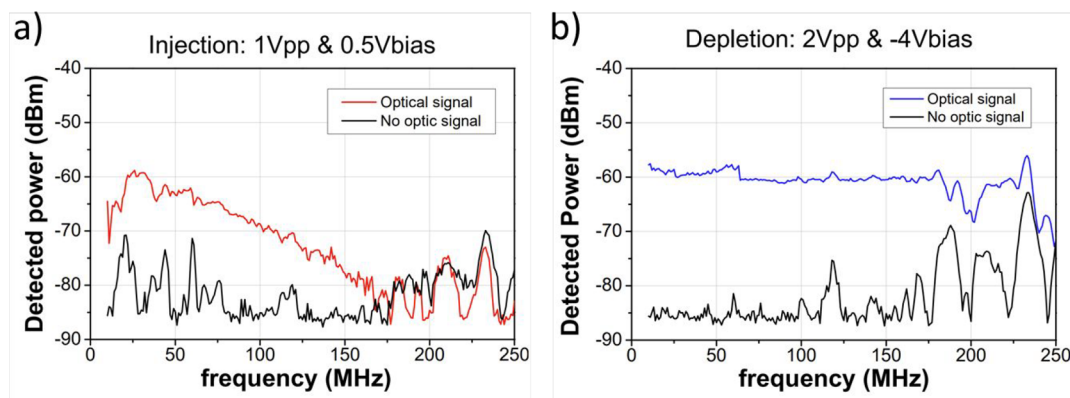 a)
Injection: 1Vpp & 0.5Vbias
Detected power (dBm)
-40
-50
-60
-70
-80
-90
Optical signal
No optic signal
0
50
100
150
200
250
frequency (MHz)
b)
Depletion: 2Vpp & -4Vbias
Detected Power (dBm)
-40
-50
-60
-70
-80
-90
Optical signal
No optic signal
0
50
100
150
200
250
frequency (MHz)